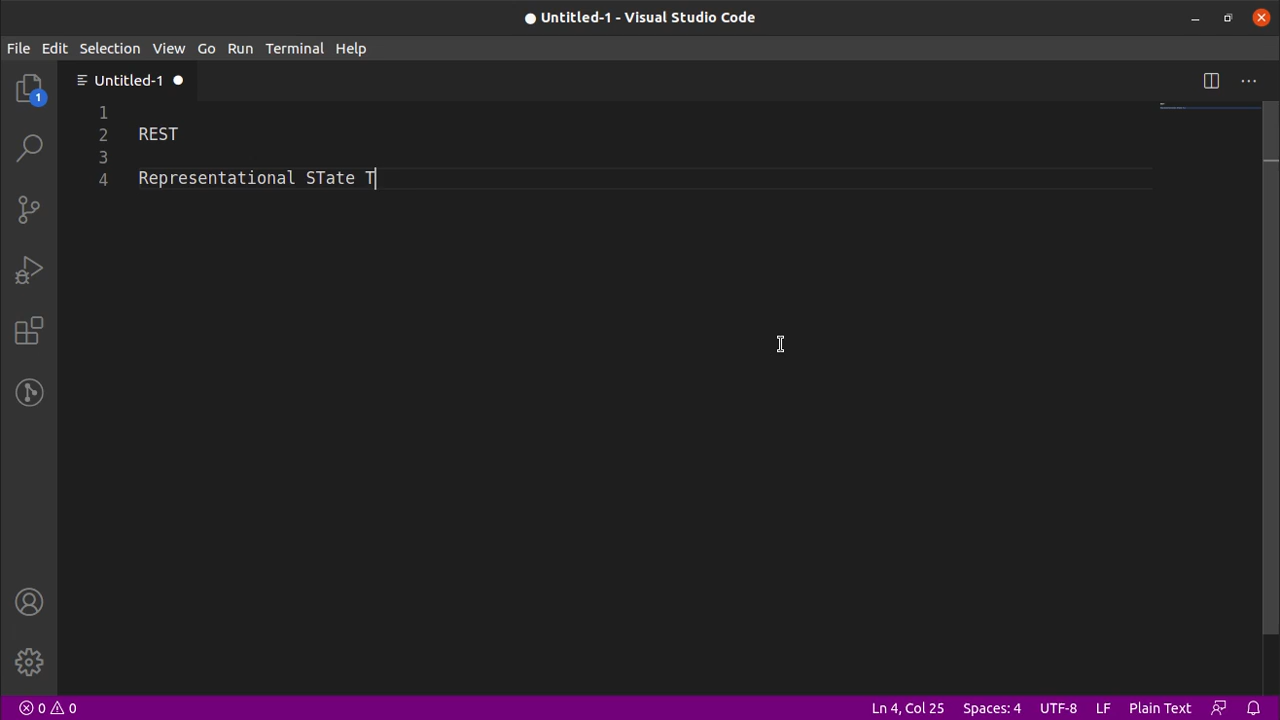 ● Untitled-1 - Visual Studio Code
File Edit Selection View Go Run Terminal Help
Untitled-1 ●
1
1
2 REST
3
4 Representational STate T
0 0 Ln 4, Col 25 Spaces: 4 UTF-8 LF Plain Text